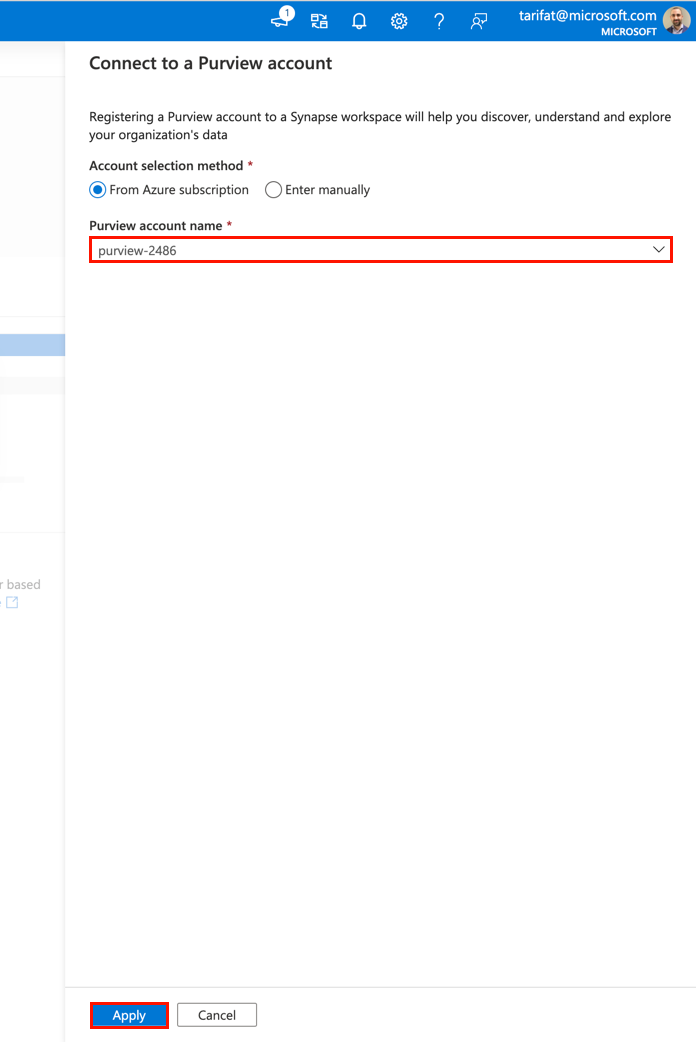 1
tarifat@microsoft.com
MICROSOFT
Connect to a Purview account
Registering a Purview account to a Synapse workspace will help you discover, understand and explore
your organization's data
Account selection method *
From Azure subscription Enter manually
Purview account name *
purview-2486
r based
Apply Cancel